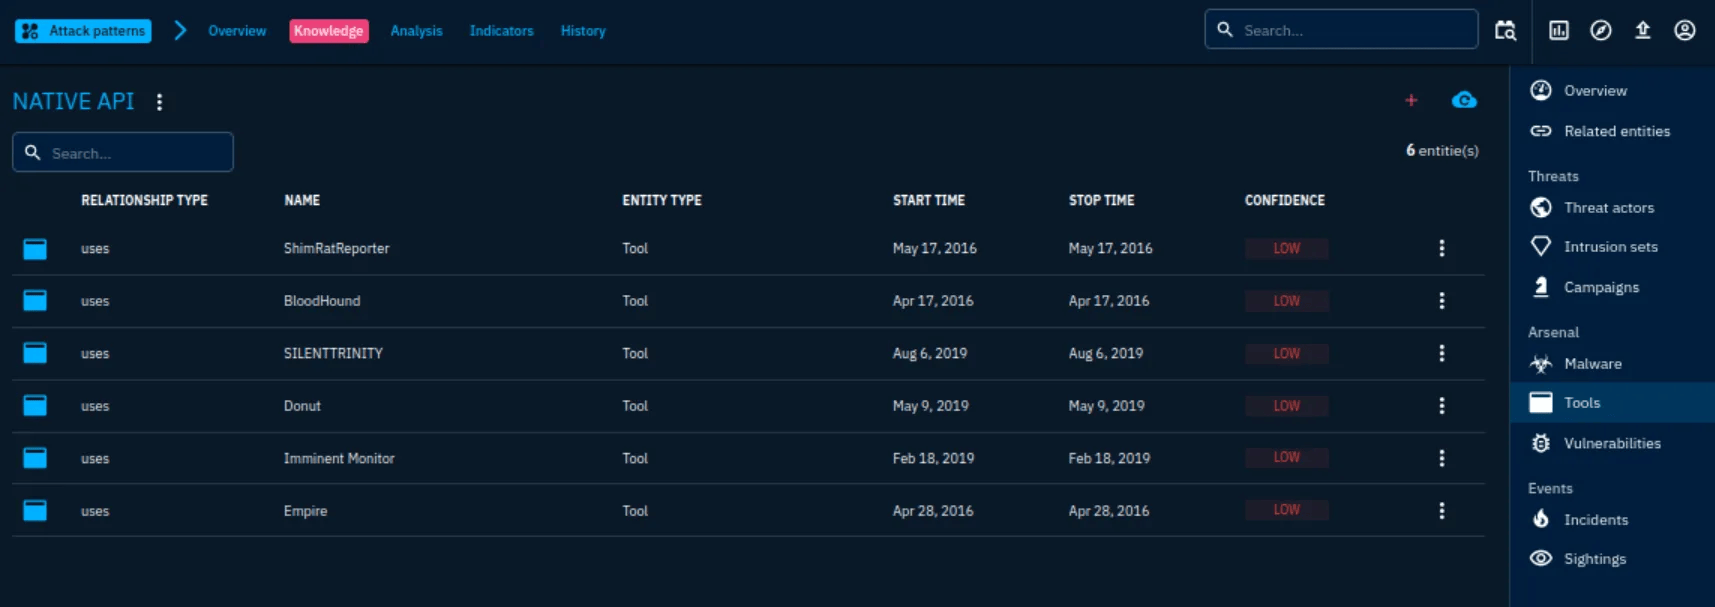 Attack patterns Overview Knowledge Analysis Indicators History Search...
NATIVE API
Search...
6 entitie(s)
RELATIONSHIP TYPE NAME ENTITY TYPE START TIME STOP TIME CONFIDENCE
uses ShimRatReporter Tool May 17, 2016 May 17, 2016 LOW
uses BloodHound Tool Apr 17, 2016 Apr 17, 2016 LOW
uses SILENTTRINITY Tool Aug 6, 2019 Aug 6, 2019 LOW
uses Donut Tool May 9, 2019 May 9, 2019 LOW
uses Imminent Monitor Tool Feb 18, 2019 Feb 18, 2019 LOW
uses Empire Tool Apr 28, 2016 Apr 28, 2016 LOW
Overview
Related entities
Threats
Threat actors
Intrusion sets
Campaigns
Arsenal
Malware
Tools
Vulnerabilities
Events
Incidents
Sightings